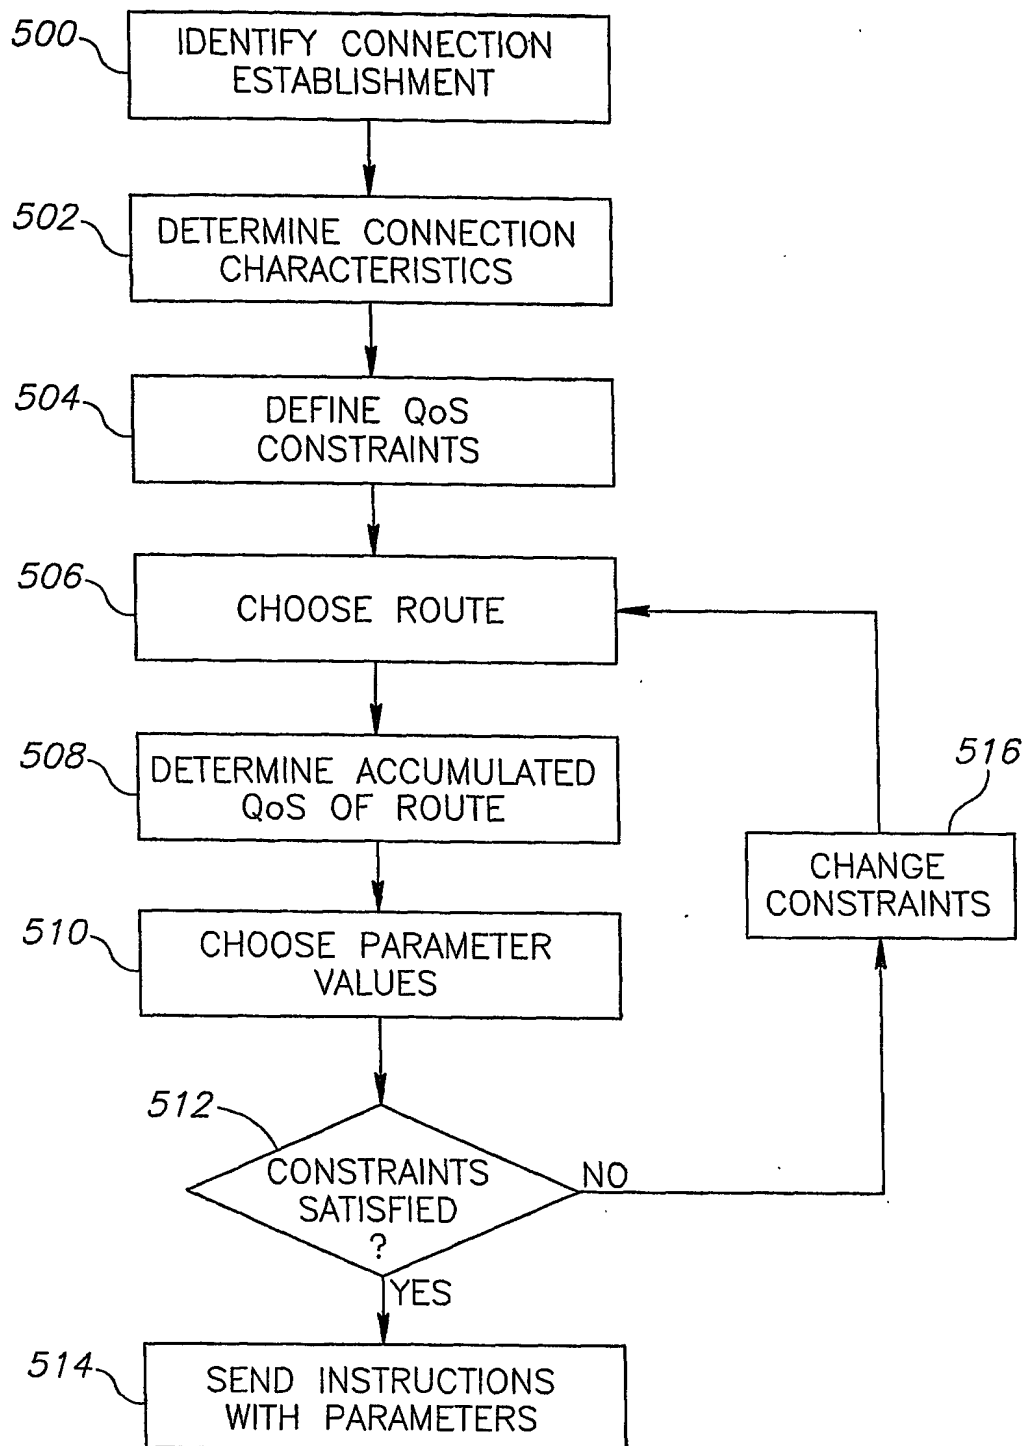 500
IDENTIFY CONNECTION
ESTABLISHMENT
502
DETERMINE CONNECTION
CHARACTERISTICS
504
DEFINE QoS
CONSTRAINTS
506
CHOOSE ROUTE
508
DETERMINE ACCUMULATED
QoS OF ROUTE
516
CHANGE
CONSTRAINTS
510
CHOOSE PARAMETER
VALUES
512
CONSTRAINTS
SATISFIED
?
NO
YES
514
SEND INSTRUCTIONS
WITH PARAMETERS